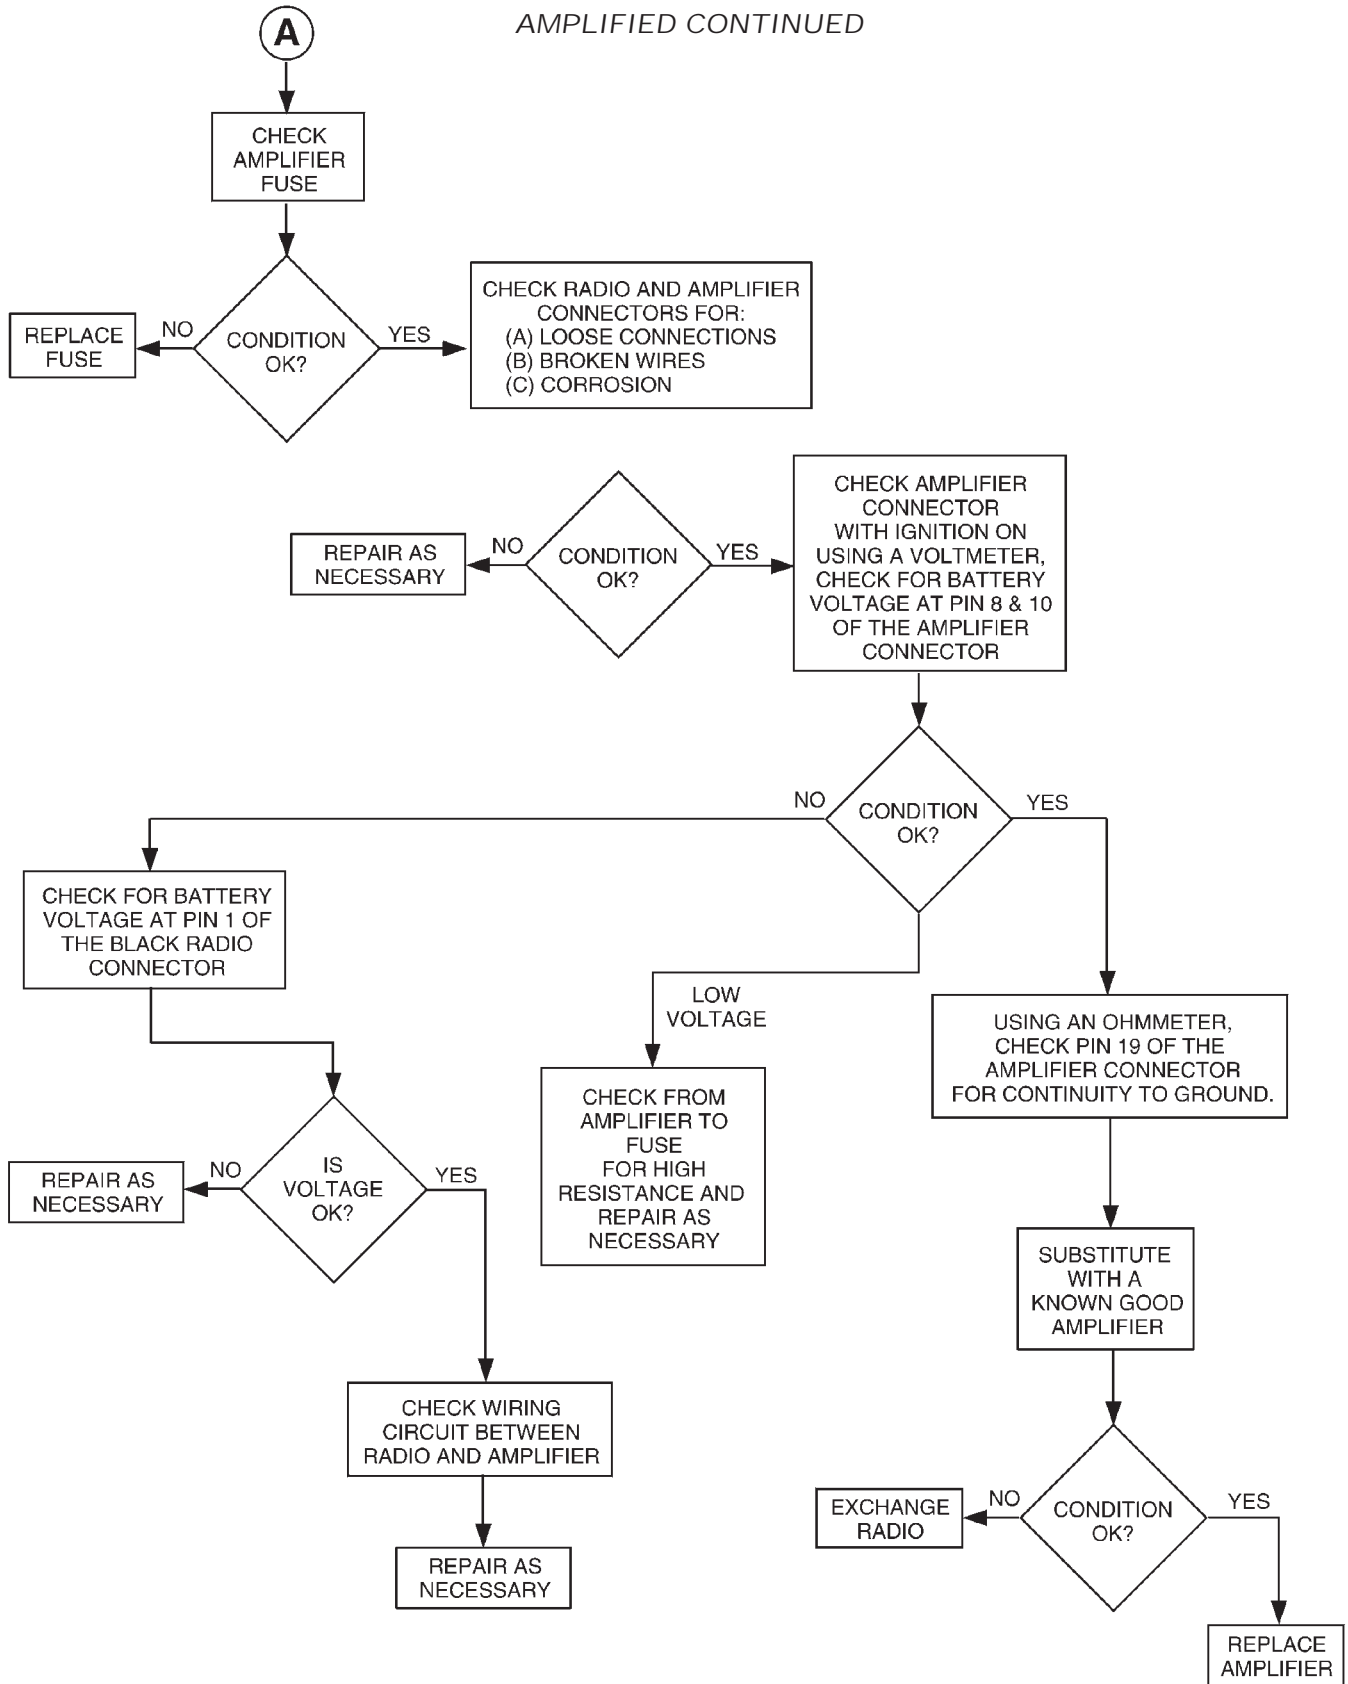 AMPLIFIED CONTINUED
A
CHECK
AMPLIFIER
FUSE
CONDITION
OK?
NO
REPLACE
FUSE
YES
CHECK RADIO AND AMPLIFIER
CONNECTORS FOR:
(A) LOOSE CONNECTIONS
(B) BROKEN WIRES
(C) CORROSION
CONDITION
OK?
NO
REPAIR AS
NECESSARY
YES
CHECK AMPLIFIER
CONNECTOR
WITH IGNITION ON
USING A VOLTMETER,
CHECK FOR BATTERY
VOLTAGE AT PIN 8 & 10
OF THE AMPLIFIER
CONNECTOR
CONDITION
OK?
NO
CHECK FOR BATTERY
VOLTAGE AT PIN 1 OF
THE BLACK RADIO
CONNECTOR
IS
VOLTAGE
OK?
NO
REPAIR AS
NECESSARY
YES
CHECK WIRING
CIRCUIT BETWEEN
RADIO AND AMPLIFIER
REPAIR AS
NECESSARY
LOW
VOLTAGE
CHECK FROM
AMPLIFIER TO
FUSE
FOR HIGH
RESISTANCE AND
REPAIR AS
NECESSARY
YES
USING AN OHMMETER,
CHECK PIN 19 OF THE
AMPLIFIER CONNECTOR
FOR CONTINUITY TO GROUND.
SUBSTITUTE
WITH A
KNOWN GOOD
AMPLIFIER
CONDITION
OK?
NO
EXCHANGE
RADIO
YES
REPLACE
AMPLIFIER